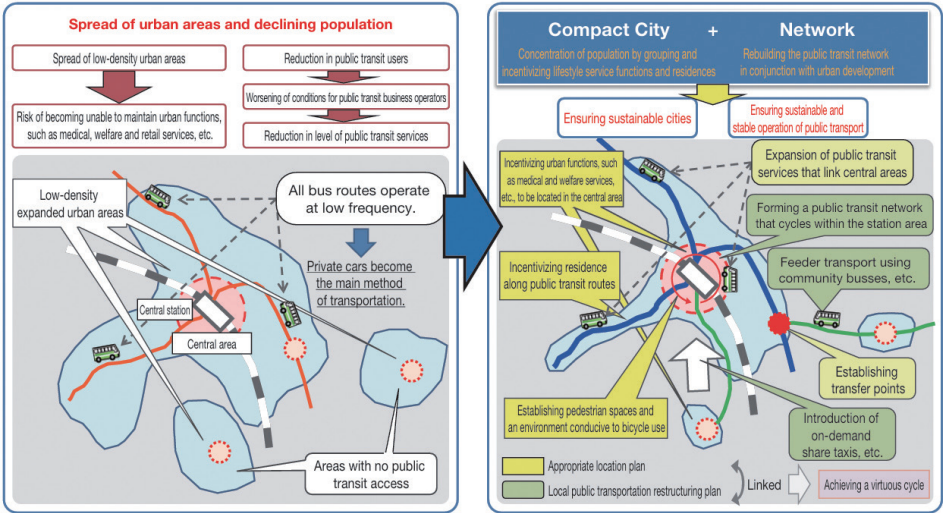 Spread of urban areas and declining population
Spread of low-density urban areas
Risk of becoming unable to maintain urban functions,
such as medical, welfare and retail services, etc.
Reduction in public transit users
Worsening of conditions for public transit business operators
Reduction in level of public transit services
Low-density
expanded urban areas
All bus routes operate
at low frequency.
Private cars become
the main method
of transportation.
Central station
Central area
Areas with no public
transit access
Compact City + Network
Concentration of population by grouping and
incentivizing lifestyle service functions and residences
Rebuilding the public transit network
in conjunction with urban development
Ensuring sustainable cities
Ensuring sustainable and
stable operation of public transport
Incentivizing urban functions, such
as medical and welfare services,
etc., to be located in the central area
Expansion of public transit
services that link central areas
Forming a public transit network
that cycles within the station area
Incentivizing residence
along public transit routes
Feeder transport using
community busses, etc.
Establishing
transfer points
Establishing pedestrian spaces and
an environment conducive to bicycle use
Introduction of
on-demand
share taxis, etc.
Appropriate location plan
Local public transportation restructuring plan
Linked
Achieving a virtuous cycle